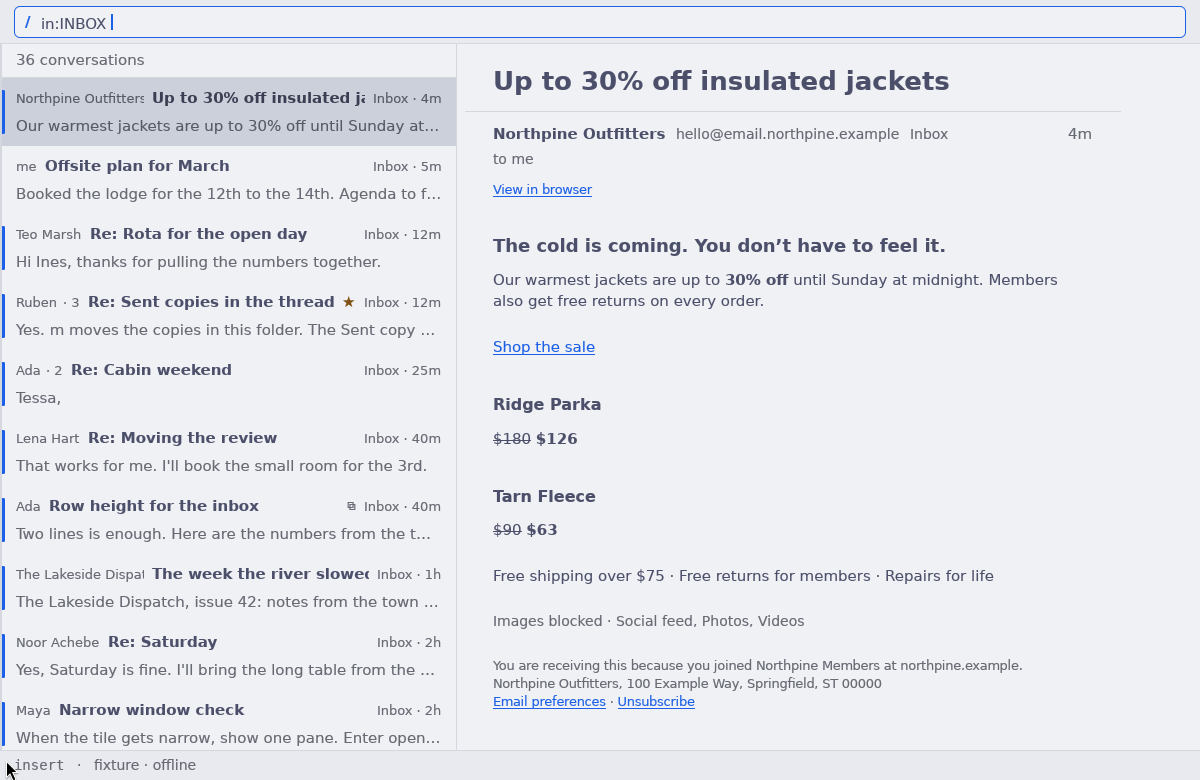 / in:INBOX
36 conversations
Northpine Outfitters Up to 30% off insulated ja Inbox · 4m
Our warmest jackets are up to 30% off until Sunday at…
me Offsite plan for March Inbox · 5m
Booked the lodge for the 12th to the 14th. Agenda to f…
Teo Marsh Re: Rota for the open day Inbox · 12m
Hi Ines, thanks for pulling the numbers together.
Ruben · 3 Re: Sent copies in the thread ★ Inbox · 12m
Yes. m moves the copies in this folder. The Sent copy …
Ada · 2 Re: Cabin weekend Inbox · 25m
Tessa,
Lena Hart Re: Moving the review Inbox · 40m
That works for me. I'll book the small room for the 3rd.
Ada Row height for the inbox ⧉ Inbox · 40m
Two lines is enough. Here are the numbers from the t…
The Lakeside Dispat The week the river slowed Inbox · 1h
The Lakeside Dispatch, issue 42: notes from the town …
Noor Achebe Re: Saturday Inbox · 2h
Yes, Saturday is fine. I'll bring the long table from the …
Maya Narrow window check Inbox · 2h
When the tile gets narrow, show one pane. Enter open…
Up to 30% off insulated jackets
Northpine Outfitters hello@email.northpine.example Inbox 4m
to me
View in browser
The cold is coming. You don’t have to feel it.
Our warmest jackets are up to 30% off until Sunday at midnight. Members
also get free returns on every order.
Shop the sale
Ridge Parka
$180 $126
Tarn Fleece
$90 $63
Free shipping over $75 · Free returns for members · Repairs for life
Images blocked · Social feed, Photos, Videos
You are receiving this because you joined Northpine Members at northpine.example.
Northpine Outfitters, 100 Example Way, Springfield, ST 00000
Email preferences · Unsubscribe
insert · fixture · offline